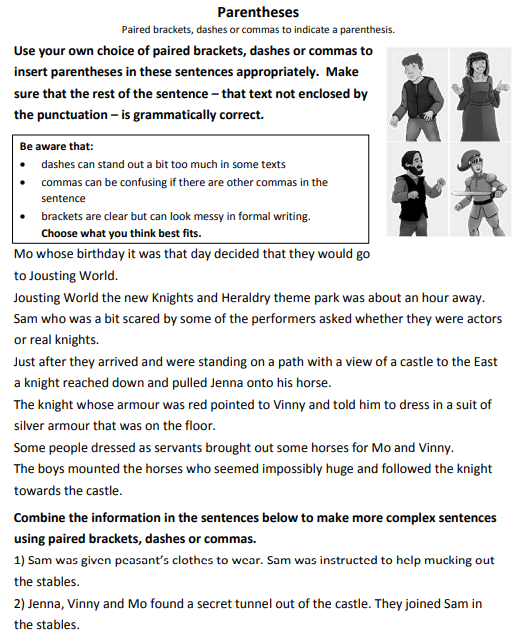 Parentheses
Paired brackets, dashes or commas to indicate a parenthesis.
Use your own choice of paired brackets, dashes or commas to
insert parentheses in these sentences appropriately. Make
sure that the rest of the sentence – that text not enclosed by
the punctuation – is grammatically correct.
Be aware that:
• dashes can stand out a bit too much in some texts
• commas can be confusing if there are other commas in the
sentence
• brackets are clear but can look messy in formal writing.
Choose what you think best fits.
Mo whose birthday it was that day decided that they would go
to Jousting World.
Jousting World the new Knights and Heraldry theme park was about an hour away.
Sam who was a bit scared by some of the performers asked whether they were actors
or real knights.
Just after they arrived and were standing on a path with a view of a castle to the East
a knight reached down and pulled Jenna onto his horse.
The knight whose armour was red pointed to Vinny and told him to dress in a suit of
silver armour that was on the floor.
Some people dressed as servants brought out some horses for Mo and Vinny.
The boys mounted the horses who seemed impossibly huge and followed the knight
towards the castle.
Combine the information in the sentences below to make more complex sentences
using paired brackets, dashes or commas.
1) Sam was given peasant's clothes to wear. Sam was instructed to help mucking out
the stables.
2) Jenna, Vinny and Mo found a secret tunnel out of the castle. They joined Sam in
the stables.